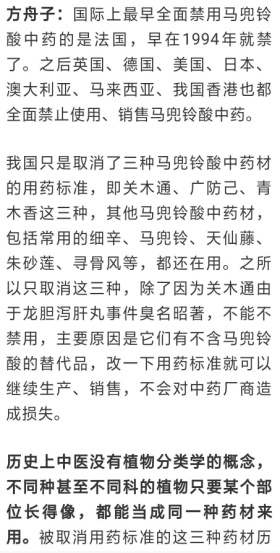 方舟子：国际上最早全面禁用马兜铃
酸中药的是法国，早在1994年就禁
了。之后英国、德国、美国、日本、
澳大利亚、马来西亚、我国香港也都
全面禁止使用、销售马兜铃酸中药。
我国只是取消了三种马兜铃酸中药材
的用药标准，即关木通、广防己、青
木香这三种，其他马兜铃酸中药材，
包括常用的细辛、马兜铃、天仙藤、
朱砂莲、寻骨风等，都还在用。之所
以只取消这三种，除了因为关木通由
于龙胆泻肝丸事件臭名昭著，不能不
禁用，主要原因是它们有不含马兜铃
酸的替代品，改一下用药标准就可以
继续生产、销售，不会对中药厂商造
成损失。
历史上中医没有植物分类学的概念，
不同种甚至不同科的植物只要某个部
位长得像，都能当成同一种药材来
用。被取消用药标准的这三种药材历